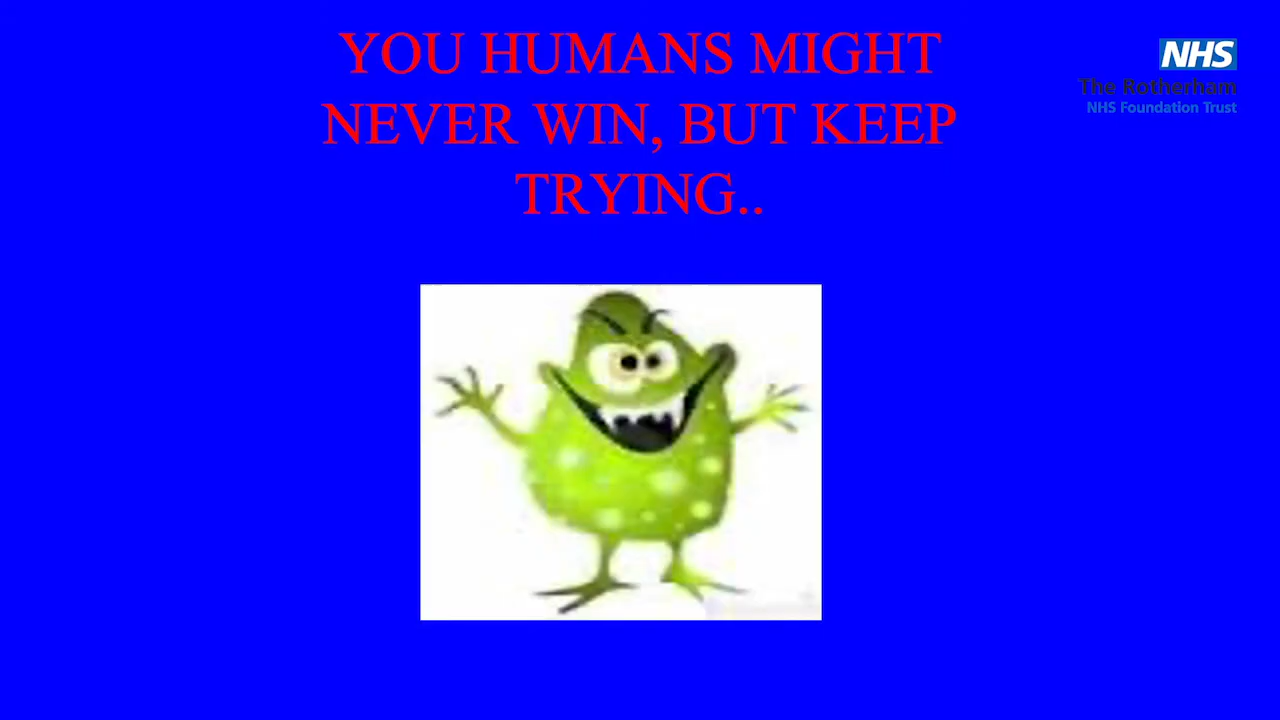 YOU HUMANS MIGHT
NEVER WIN, BUT KEEP
TRYING..
NHS
The Rotherham
NHS Foundation Trust